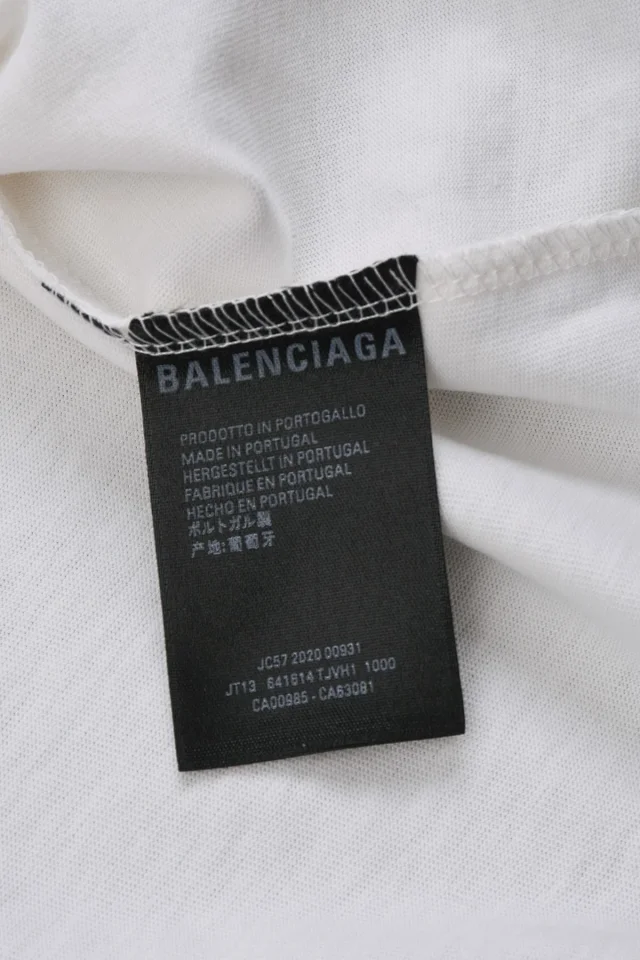 BALENCIAGA
PRODOTTO IN PORTOGALLO
MADE IN PORTUGAL
HERGESTELLT IN PORTUGAL
FABRIQUE EN PORTUGAL
HECHO EN PORTUGAL
ポルトガル製
产地:葡萄牙
JC57 2020 00931
JT13 641614 TJVH1 1000
CA00985 - CA63081